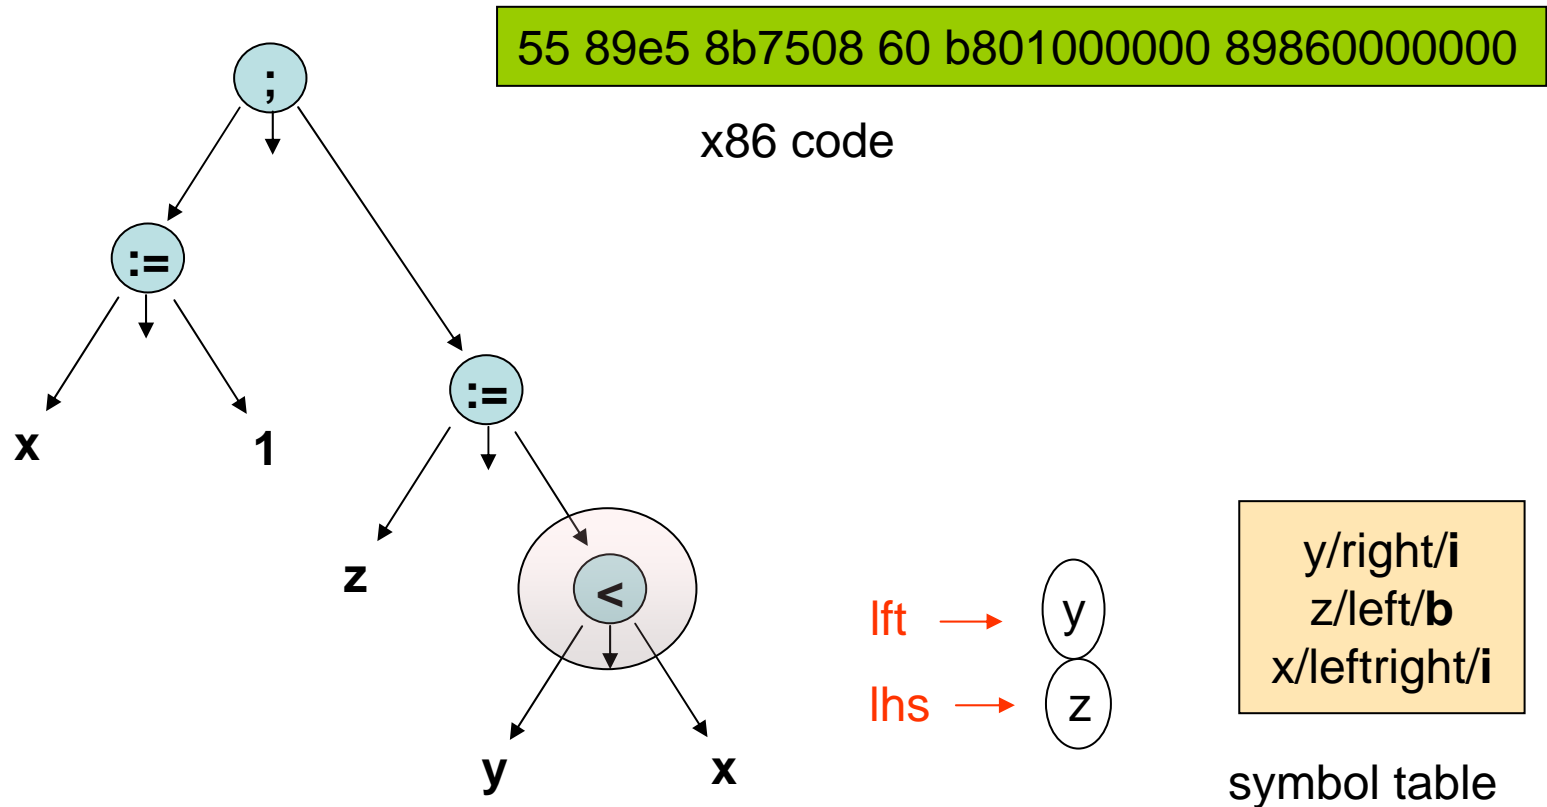 55 89e5 8b7508 60 b801000000 89860000000
x86 code
;
:=
:=
x
1
z
<
y
x
lft
y
lhs
z
y/right/i
z/left/b
x/leftright/i
symbol table